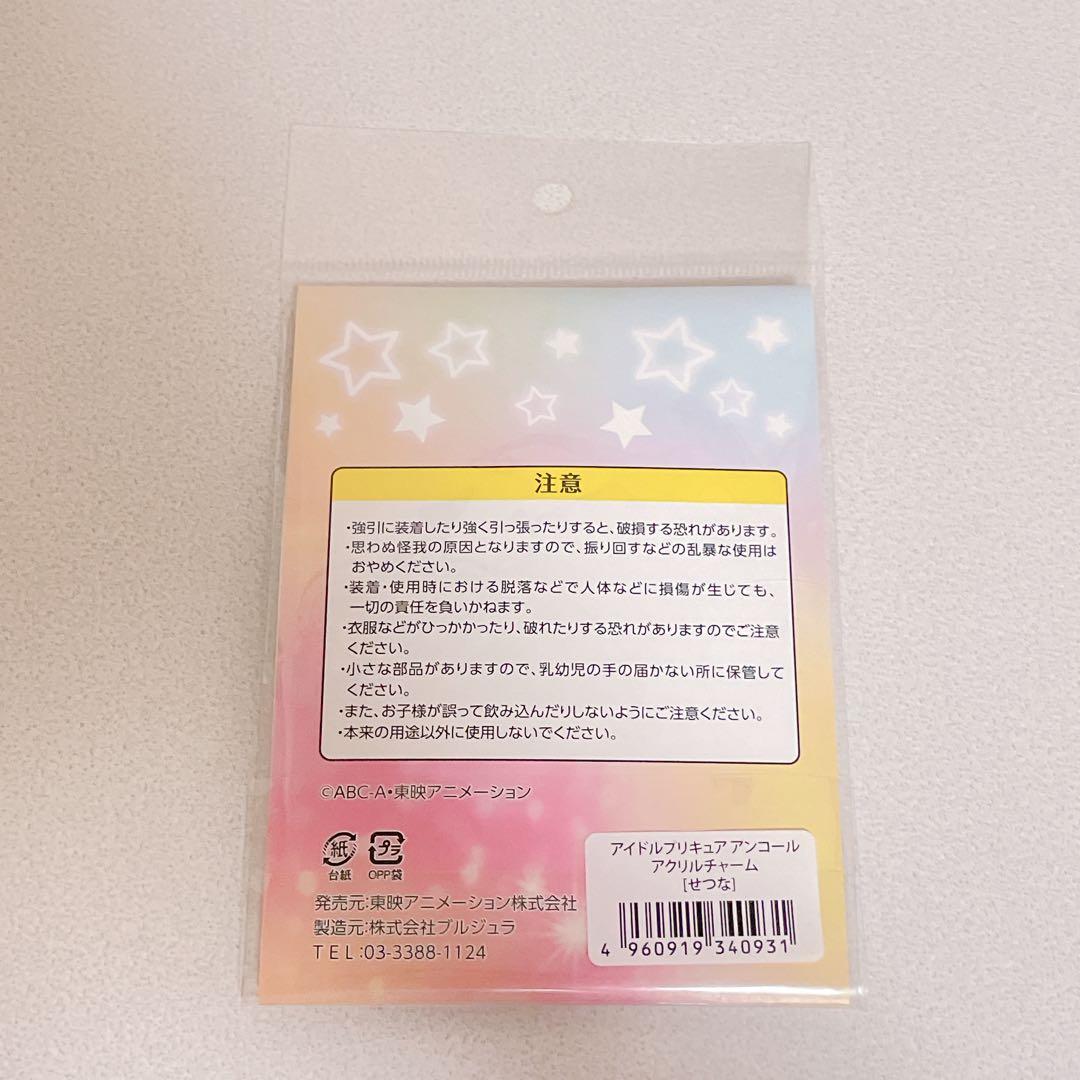 注意
・強引に装着したり強く引っ張ったりすると、破損する恐れがあります。
・思わぬ怪我の原因となりますので、振り回すなどの乱暴な使用は
おやめください。
・装着・使用時における脱落などで人体などに損傷が生じても、
一切の責任を負いかねます。
・衣服などがひっかかったり、破れたりする恐れがありますのでご注意
ください。
・小さな部品がありますので、乳幼児の手の届かない所に保管して
ください。
・また、お子様が誤って飲み込んだりしないようにご注意ください。
・本来の用途以外に使用しないでください。
©ABC-A・東映アニメーション
紙
台紙
プラ
OPP袋
発売元:東映アニメーション株式会社
製造元:株式会社ブルジュラ
TEL:03-3388-1124
アイドルプリキュア アンコール
アクリルチャーム
[せつな]
4 960919 340931